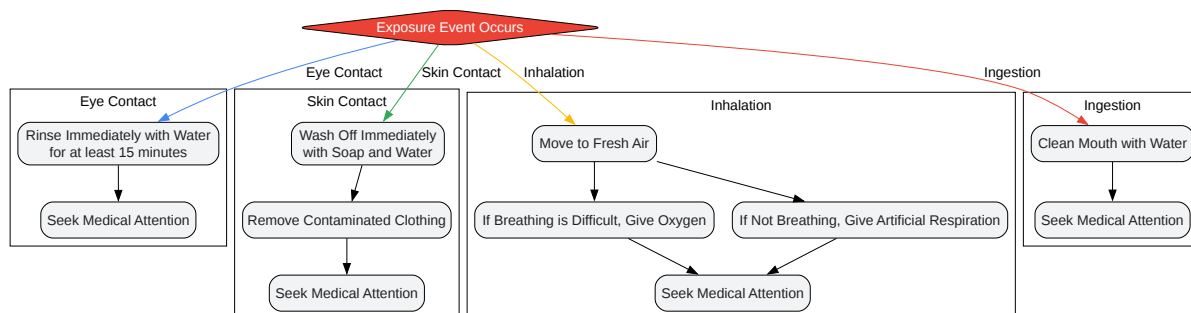 Exposure Event Occurs
Eye Contact
Skin Contact
Inhalation
Ingestion
Eye Contact
Rinse Immediately with Water
for at least 15 minutes
Seek Medical Attention
Skin Contact
Wash Off Immediately
with Soap and Water
Remove Contaminated Clothing
Seek Medical Attention
Inhalation
Move to Fresh Air
If Breathing is Difficult, Give Oxygen
If Not Breathing, Give Artificial Respiration
Seek Medical Attention
Ingestion
Clean Mouth with Water
Seek Medical Attention